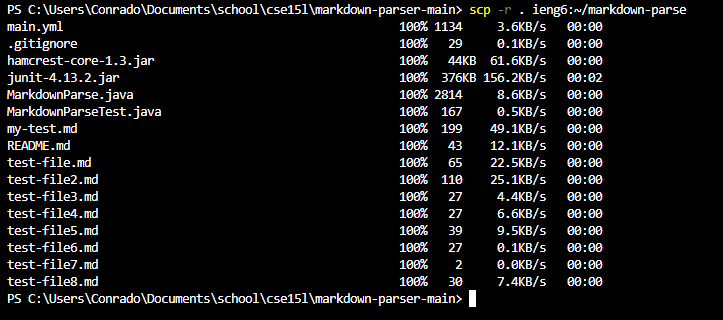 PS C:\Users\Conrado\Documents\school\cse15l\markdown-parser-main> scp -r . ieng6:~/markdown-parse
main.yml 100% 1134 3.6KB/s 00:00
.gitignore 100% 29 0.1KB/s 00:00
hamcrest-core-1.3.jar 100% 44KB 61.6KB/s 00:00
junit-4.13.2.jar 100% 376KB 156.2KB/s 00:02
MarkdownParse.java 100% 2814 8.6KB/s 00:00
MarkdownParseTest.java 100% 167 0.5KB/s 00:00
my-test.md 100% 199 49.1KB/s 00:00
README.md 100% 43 12.1KB/s 00:00
test-file.md 100% 65 22.5KB/s 00:00
test-file2.md 100% 110 25.1KB/s 00:00
test-file3.md 100% 27 4.4KB/s 00:00
test-file4.md 100% 27 6.6KB/s 00:00
test-file5.md 100% 39 9.5KB/s 00:00
test-file6.md 100% 27 0.1KB/s 00:00
test-file7.md 100% 2 0.0KB/s 00:00
test-file8.md 100% 30 7.4KB/s 00:00
PS C:\Users\Conrado\Documents\school\cse15l\markdown-parser-main>